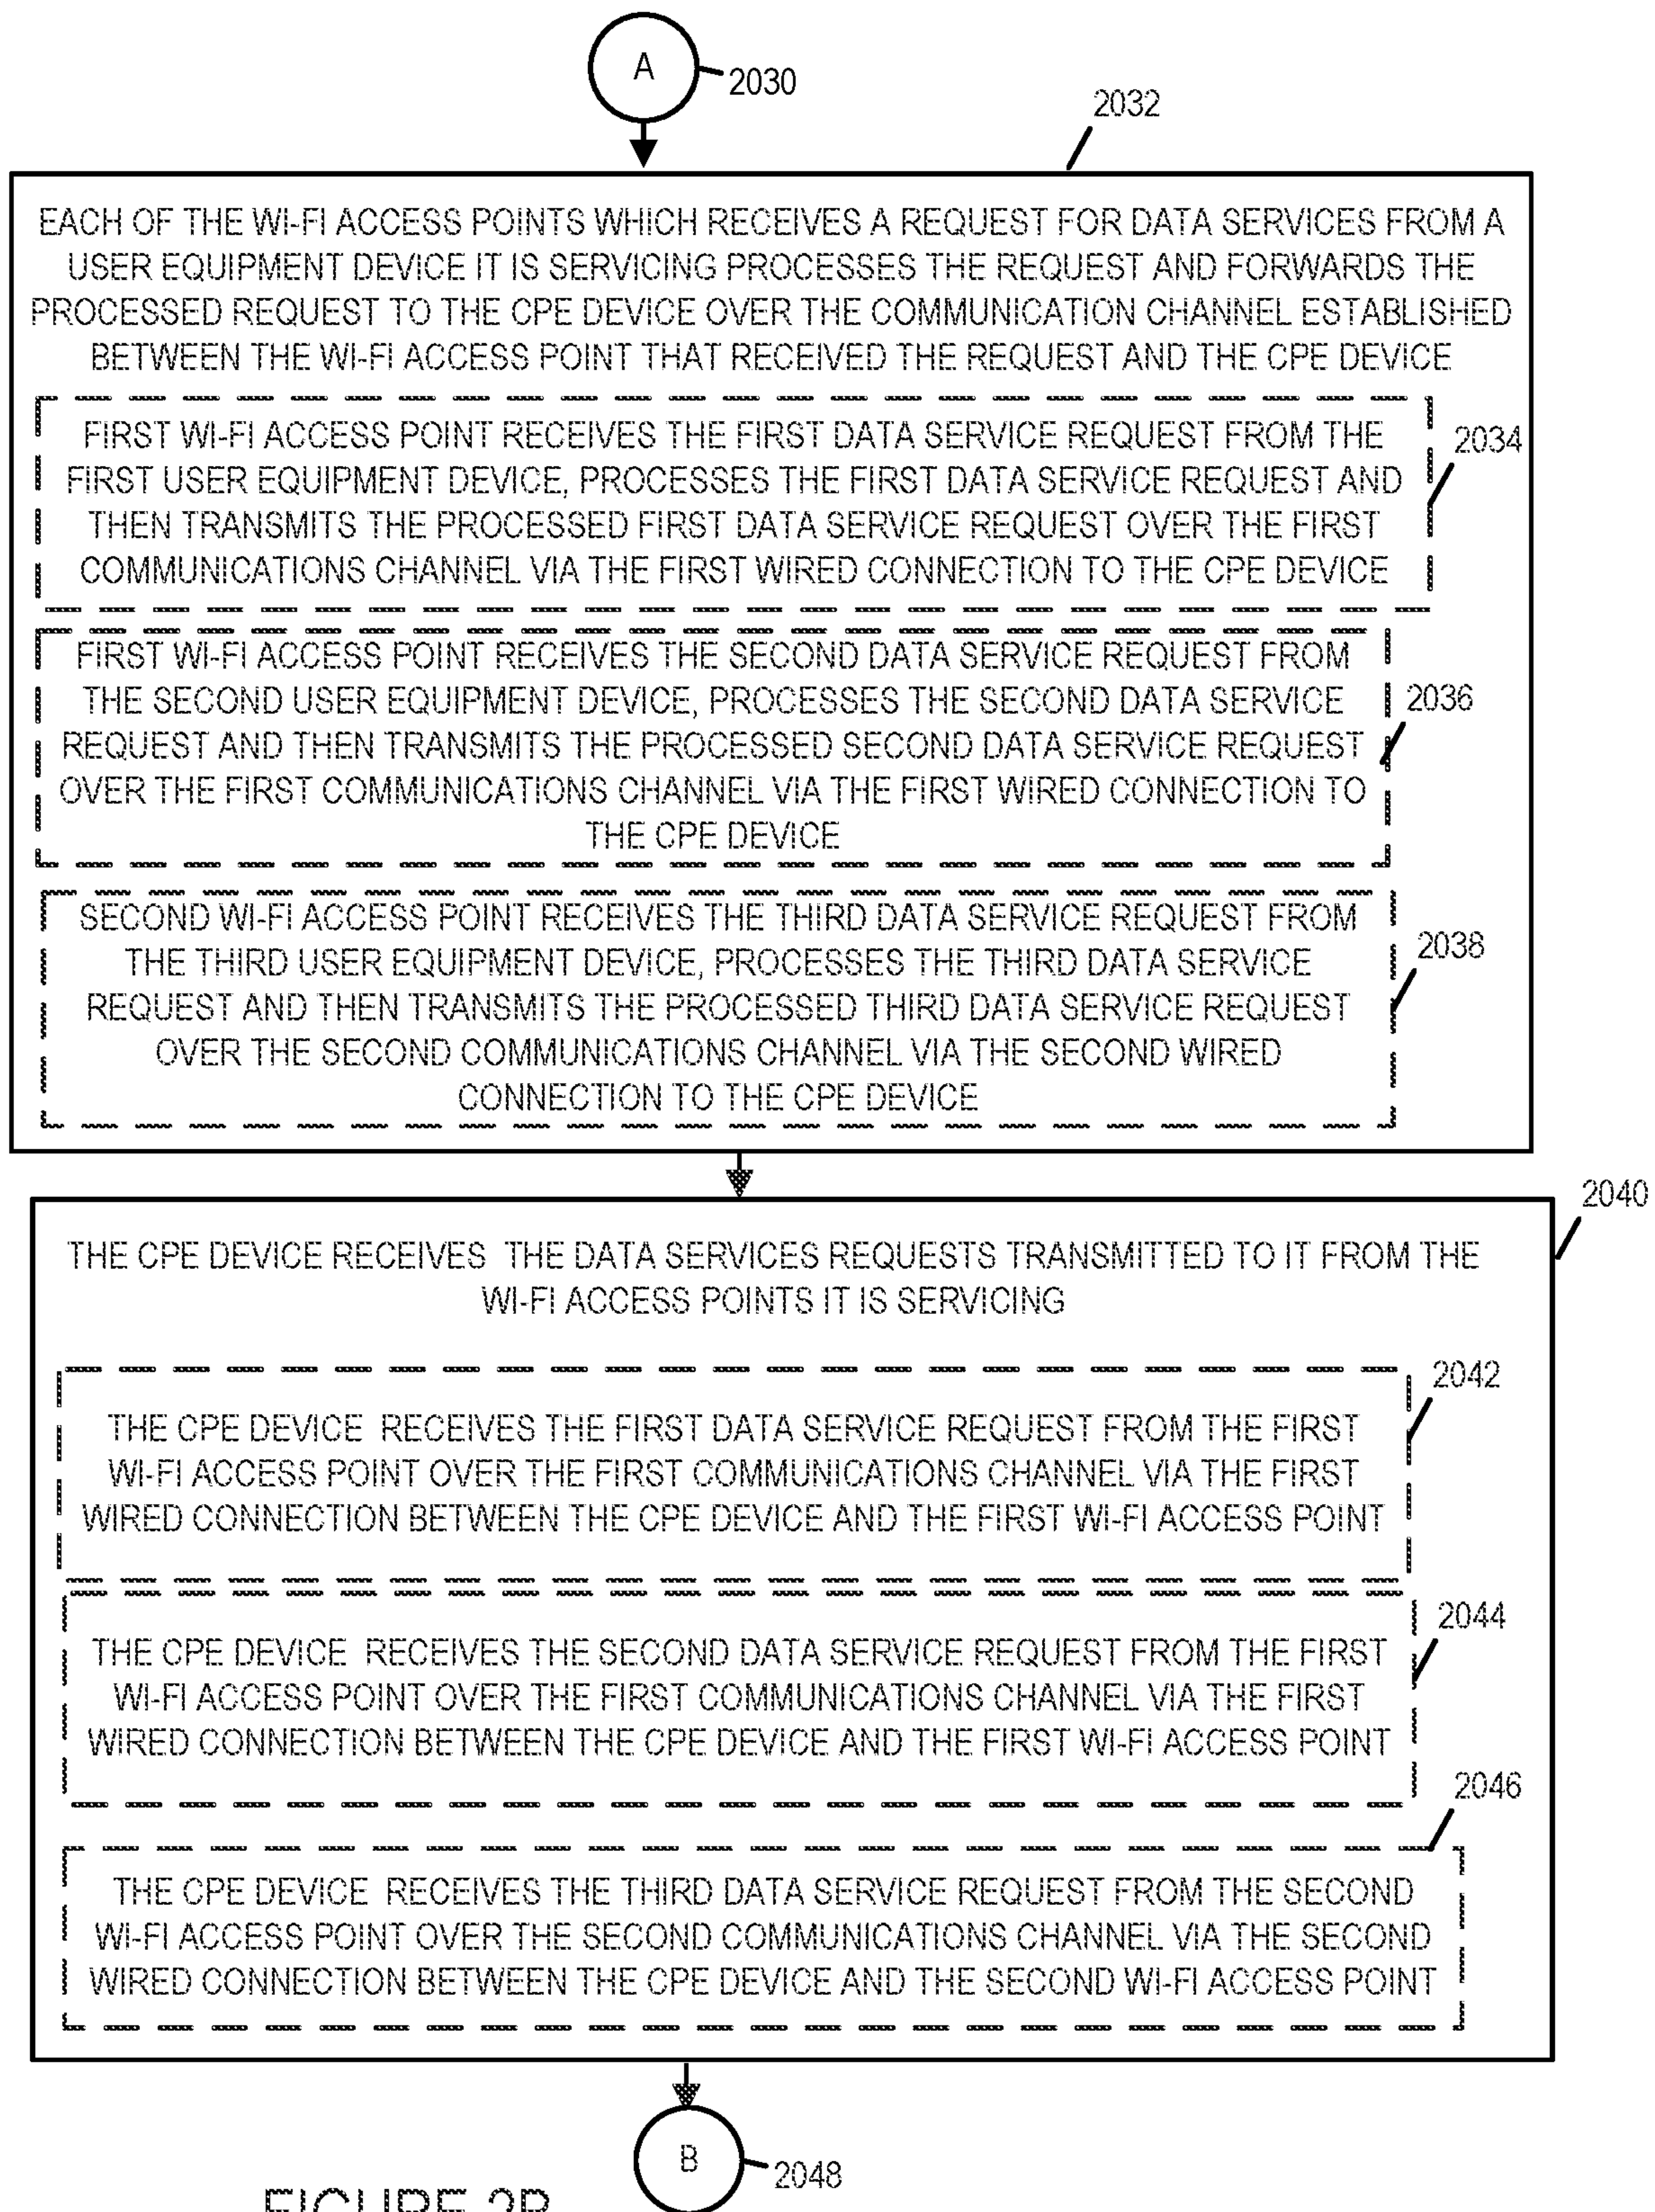 A
2030
2032
EACH OF THE WI-FI ACCESS POINTS WHICH RECEIVES A REQUEST FOR DATA SERVICES FROM A
USER EQUIPMENT DEVICE IT IS SERVICING PROCESSES THE REQUEST AND FORWARDS THE
PROCESSED REQUEST TO THE CPE DEVICE OVER THE COMMUNICATION CHANNEL ESTABLISHED
BETWEEN THE WI-FI ACCESS POINT THAT RECEIVED THE REQUEST AND THE CPE DEVICE
FIRST WI-FI ACCESS POINT RECEIVES THE FIRST DATA SERVICE REQUEST FROM THE
FIRST USER EQUIPMENT DEVICE, PROCESSES THE FIRST DATA SERVICE REQUEST AND
THEN TRANSMITS THE PROCESSED FIRST DATA SERVICE REQUEST OVER THE FIRST
COMMUNICATIONS CHANNEL VIA THE FIRST WIRED CONNECTION TO THE CPE DEVICE
2034
FIRST WI-FI ACCESS POINT RECEIVES THE SECOND DATA SERVICE REQUEST FROM
THE SECOND USER EQUIPMENT DEVICE, PROCESSES THE SECOND DATA SERVICE
REQUEST AND THEN TRANSMITS THE PROCESSED SECOND DATA SERVICE REQUEST
OVER THE FIRST COMMUNICATIONS CHANNEL VIA THE FIRST WIRED CONNECTION TO
THE CPE DEVICE
2036
SECOND WI-FI ACCESS POINT RECEIVES THE THIRD DATA SERVICE REQUEST FROM
THE THIRD USER EQUIPMENT DEVICE, PROCESSES THE THIRD DATA SERVICE
REQUEST AND THEN TRANSMITS THE PROCESSED THIRD DATA SERVICE REQUEST
OVER THE SECOND COMMUNICATIONS CHANNEL VIA THE SECOND WIRED
CONNECTION TO THE CPE DEVICE
2038
2040
THE CPE DEVICE RECEIVES THE DATA SERVICES REQUESTS TRANSMITTED TO IT FROM THE
WI-FI ACCESS POINTS IT IS SERVICING
2042
THE CPE DEVICE RECEIVES THE FIRST DATA SERVICE REQUEST FROM THE FIRST
WI-FI ACCESS POINT OVER THE FIRST COMMUNICATIONS CHANNEL VIA THE FIRST
WIRED CONNECTION BETWEEN THE CPE DEVICE AND THE FIRST WI-FI ACCESS POINT
2044
THE CPE DEVICE RECEIVES THE SECOND DATA SERVICE REQUEST FROM THE FIRST
WI-FI ACCESS POINT OVER THE FIRST COMMUNICATIONS CHANNEL VIA THE FIRST
WIRED CONNECTION BETWEEN THE CPE DEVICE AND THE FIRST WI-FI ACCESS POINT
2046
THE CPE DEVICE RECEIVES THE THIRD DATA SERVICE REQUEST FROM THE SECOND
WI-FI ACCESS POINT OVER THE SECOND COMMUNICATIONS CHANNEL VIA THE SECOND
WIRED CONNECTION BETWEEN THE CPE DEVICE AND THE SECOND WI-FI ACCESS POINT
B
2048
FIGURE